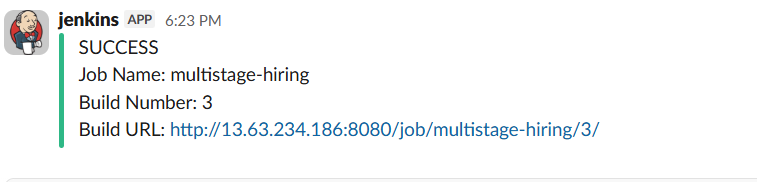 jenkins APP 6:23 PM
SUCCESS
Job Name: multistage-hiring
Build Number: 3
Build URL: http://13.63.234.186:8080/job/multistage-hiring/3/